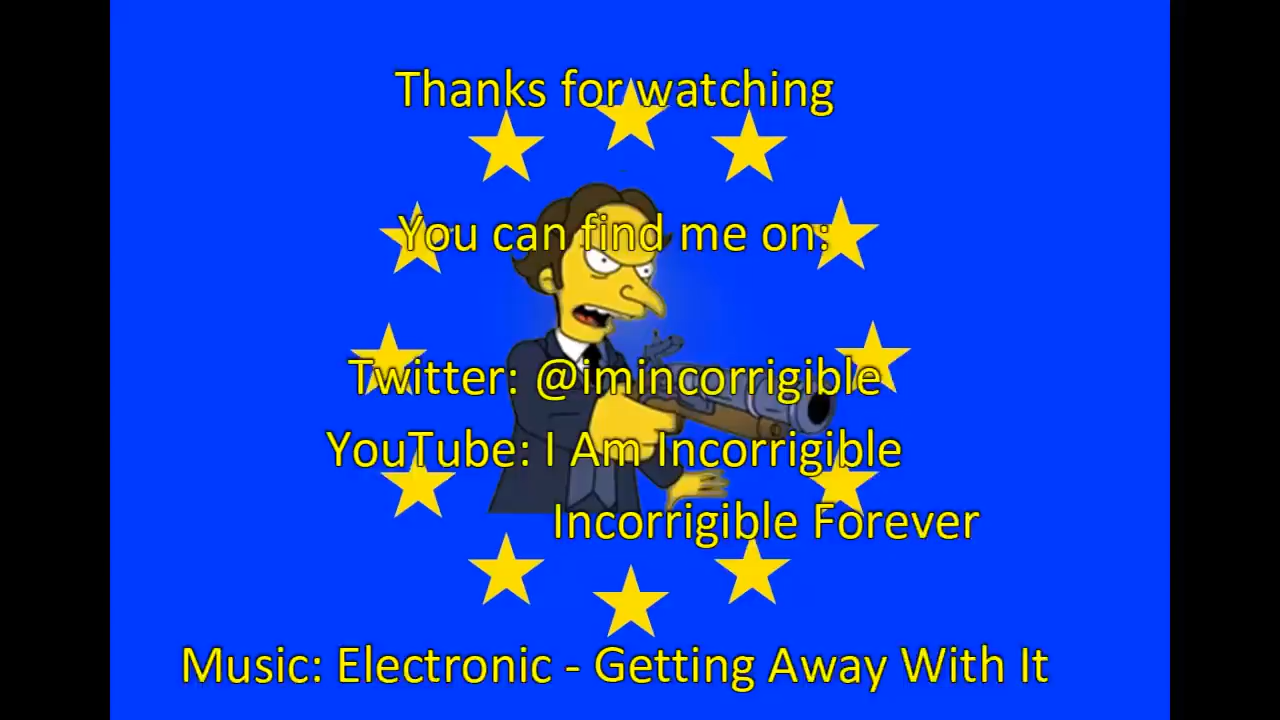 Thanks for watching
You can find me on:
Twitter: @imincorrigible
YouTube: I Am Incorrigible
Incorrigible Forever
Music: Electronic - Getting Away With It